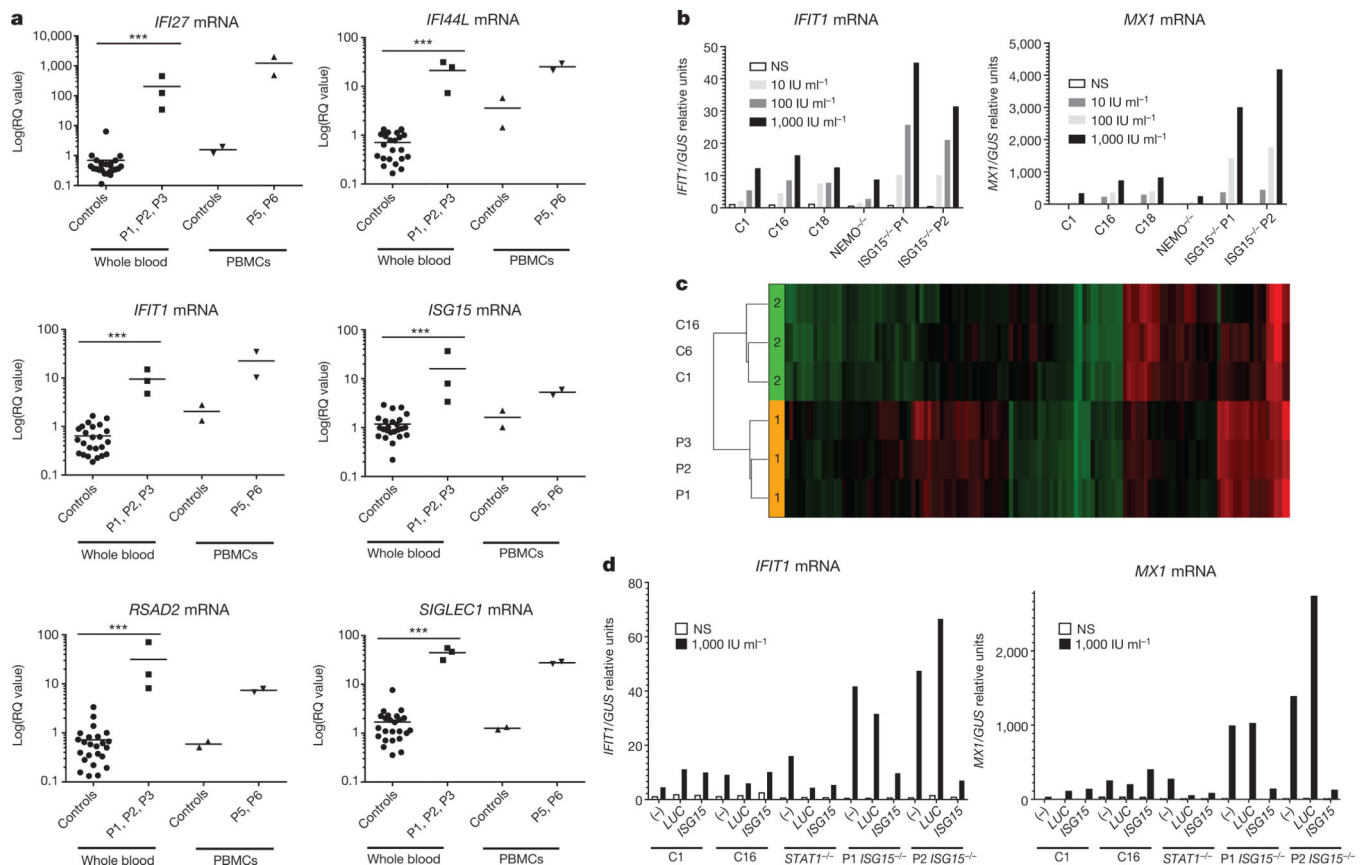 a
IFI27 mRNA
***
Log(RQ value)
10,000
1,000
100
10
1
0.1
Controls
P1, P2, P3
Controls
P5, P6
Whole blood
PBMCs
IFI44L mRNA
***
Log(RQ value)
100
10
1
0.1
Controls
P1, P2, P3
Controls
P5, P6
Whole blood
PBMCs
IFIT1 mRNA
***
Log(RQ value)
100
10
1
0.1
Controls
P1, P2, P3
Controls
P5, P6
Whole blood
PBMCs
ISG15 mRNA
***
Log(RQ value)
100
10
1
0.1
Controls
P1, P2, P3
Controls
P5, P6
Whole blood
PBMCs
RSAD2 mRNA
***
Log(RQ value)
100
10
1
0.1
Controls
P1, P2, P3
Controls
P5, P6
Whole blood
PBMCs
SIGLEC1 mRNA
***
Log(RQ value)
100
10
1
0.1
Controls
P1, P2, P3
Controls
P5, P6
Whole blood
PBMCs
b
IFIT1 mRNA
IFIT1/GUS relative units
50
40
30
20
10
0
NS
10 IU ml⁻¹
100 IU ml⁻¹
1,000 IU ml⁻¹
C1
C16
C18
NEMO⁻/⁻
ISG15⁻/⁻ P1
ISG15⁻/⁻ P2
MX1 mRNA
MX1/GUS relative units
5,000
4,000
3,000
2,000
1,000
0
NS
10 IU ml⁻¹
100 IU ml⁻¹
1,000 IU ml⁻¹
C1
C16
C18
NEMO⁻/⁻
ISG15⁻/⁻ P1
ISG15⁻/⁻ P2
c
C16
C6
C1
P3
P2
P1
2
2
2
1
1
1
d
IFIT1 mRNA
IFIT1/GUS relative units
80
60
40
20
0
NS
1,000 IU ml⁻¹
(-)
LUC
ISG15
(-)
LUC
ISG15
(-)
LUC
ISG15
(-)
LUC
ISG15
(-)
LUC
ISG15
C1
C16
STAT1⁻/⁻
P1 ISG15⁻/⁻
P2 ISG15⁻/⁻
MX1 mRNA
MX1/GUS relative units
2,000
1,000
0
NS
1,000 IU ml⁻¹
(-)
LUC
ISG15
(-)
LUC
ISG15
(-)
LUC
ISG15
(-)
LUC
ISG15
(-)
LUC
ISG15
C1
C16
STAT1⁻/⁻
P1 ISG15⁻/⁻
P2 ISG15⁻/⁻